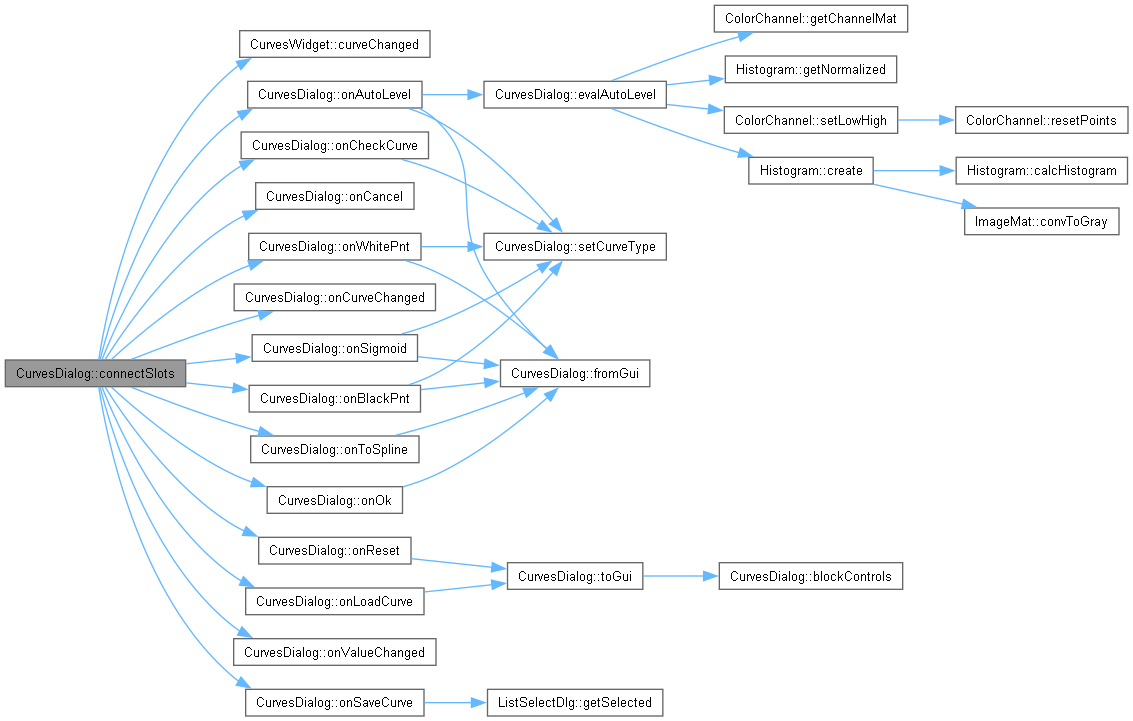 ColorChannel::getChannelMat
CurvesWidget::curveChanged
Histogram::getNormalized
CurvesDialog::onAutoLevel
CurvesDialog::evalAutoLevel
ColorChannel::setLowHigh
ColorChannel::resetPoints
CurvesDialog::onCheckCurve
Histogram::create
Histogram::calcHistogram
CurvesDialog::onCancel
ImageMat::convToGray
CurvesDialog::onWhitePnt
CurvesDialog::setCurveType
CurvesDialog::onCurveChanged
CurvesDialog::onSigmoid
CurvesDialog::connectSlots
CurvesDialog::fromGui
CurvesDialog::onBlackPnt
CurvesDialog::onToSpline
CurvesDialog::onOk
CurvesDialog::onReset
CurvesDialog::toGui
CurvesDialog::blockControls
CurvesDialog::onLoadCurve
CurvesDialog::onValueChanged
CurvesDialog::onSaveCurve
ListSelectDlg::getSelected